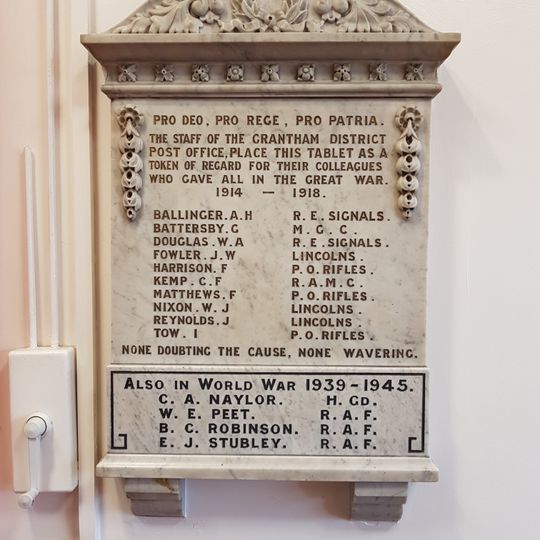 PRO DEO, PRO REGE, PRO PATRIA.
THE STAFF OF THE GRANTHAM DISTRICT
POST OFFICE, PLACE THIS TABLET AS A
TOKEN OF REGARD FOR THEIR COLLEAGUES
WHO GAVE ALL IN THE GREAT WAR.
1914 — 1918.
BALLINGER. A. H R. E. SIGNALS.
BATTERSBY. G M. G. C.
DOUGLAS. W. A R. E. SIGNALS.
FOWLER. J. W LINCOLNS.
HARRISON. F P. O. RIFLES.
KEMP. C. F R. A. M. C.
MATTHEWS. F P. O. RIFLES.
NIXON. W. J LINCOLNS.
REYNOLDS. J LINCOLNS.
TOW. I P. O. RIFLES.
NONE DOUBTING THE CAUSE, NONE WAVERING.
ALSO IN WORLD WAR 1939-1945.
C. A. NAYLOR. H. GD.
W. E. PEET. R. A. F.
B. C. ROBINSON. R. A. F.
E. J. STUBLEY. R. A. F.